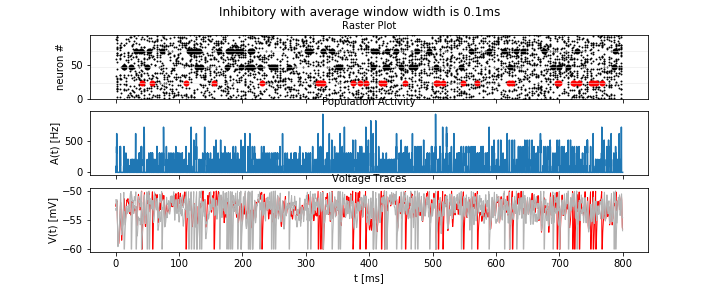 Inhibitory with average window width is 0.1ms
Raster Plot
neuron #
50
0
Population Activity
A(t) [Hz]
500
0
Voltage Traces
V(t) [mV]
−50
−55
−60
0 100 200 300 400 500 600 700 800
t [ms]